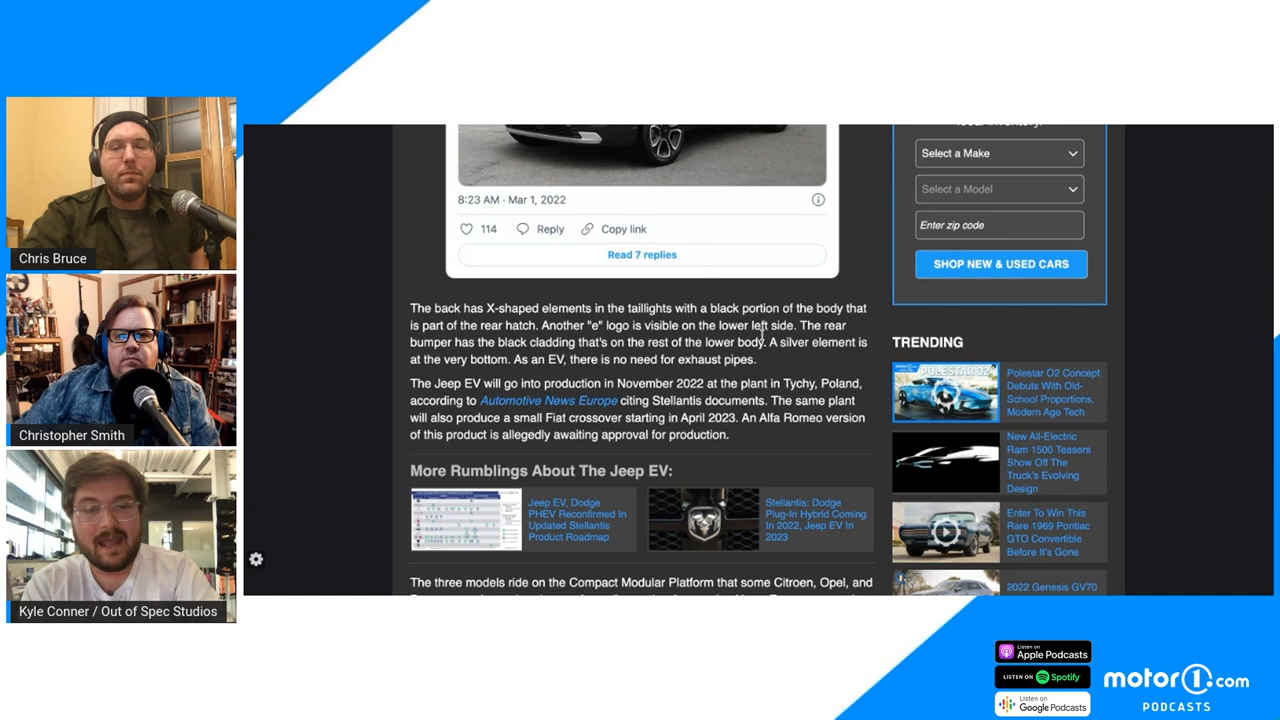 Chris Bruce
Christopher Smith
Kyle Conner / Out of Spec Studios
8:23 AM · Mar 1, 2022
114 Reply Copy link
Read 7 replies
The back has X-shaped elements in the taillights with a black portion of the body that
is part of the rear hatch. Another "e" logo is visible on the lower left side. The rear
bumper has the black cladding that's on the rest of the lower body. A silver element is
at the very bottom. As an EV, there is no need for exhaust pipes.
The Jeep EV will go into production in November 2022 at the plant in Tychy, Poland,
according to Automotive News Europe citing Stellantis documents. The same plant
will also produce a small Fiat crossover starting in April 2023. An Alfa Romeo version
of this product is allegedly awaiting approval for production.
More Rumblings About The Jeep EV:
Jeep EV, Dodge
PHEV Reconfirmed In
Updated Stellantis
Product Roadmap
Stellantis: Dodge
Plug-In Hybrid Coming
In 2022, Jeep EV In
2023
The three models ride on the Compact Modular Platform that some Citroen, Opel, and
Select a Make
Select a Model
Enter zip code
SHOP NEW & USED CARS
TRENDING
POLESTAR O2
Polestar O2 Concept
Debuts With Old-
School Proportions,
Modern Age Tech
New All-Electric
Ram 1500 Teasers
Show Off The
Truck's Evolving
Design
Enter To Win This
Rare 1969 Pontiac
GTO Convertible
Before It's Gone
2022 Genesis GV70
Listen on
Apple Podcasts
LISTEN ON Spotify
Listen on
Google Podcasts
motor1.com
PODCASTS